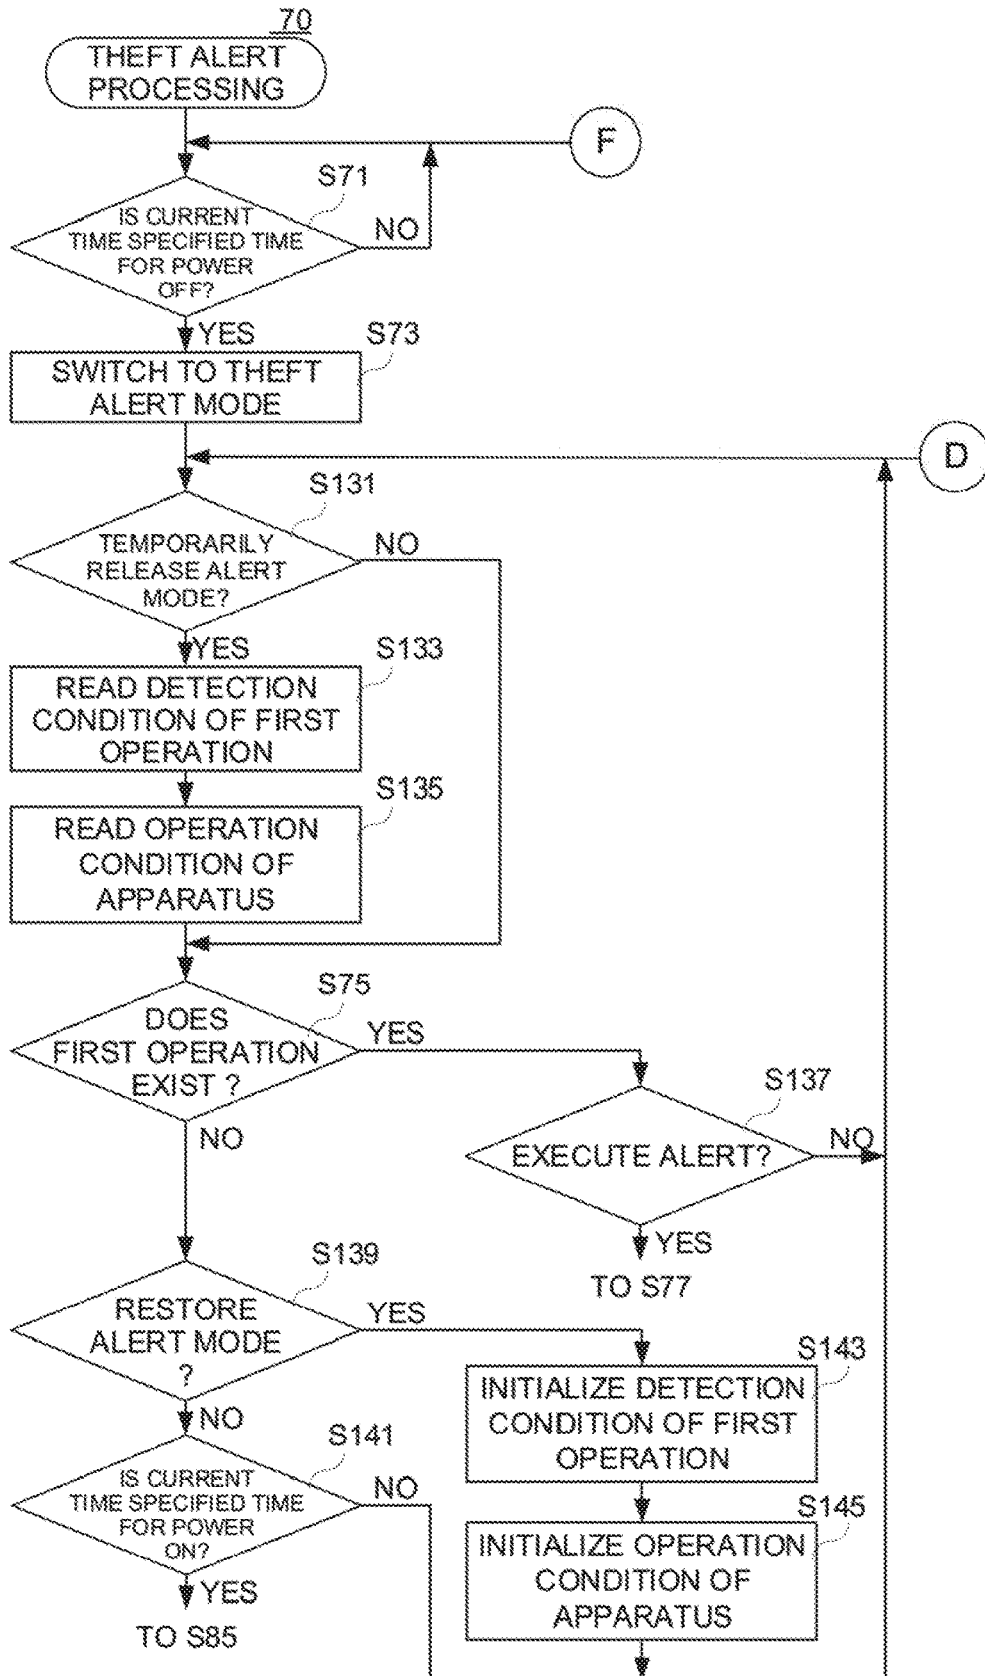 70
THEFT ALERT
PROCESSING
F
S71
IS CURRENT
TIME SPECIFIED TIME
FOR POWER
OFF?
NO
YES
S73
SWITCH TO THEFT
ALERT MODE
D
S131
TEMPORARILY
RELEASE ALERT
MODE?
NO
YES
S133
READ DETECTION
CONDITION OF FIRST
OPERATION
S135
READ OPERATION
CONDITION OF
APPARATUS
S75
DOES
FIRST OPERATION
EXIST ?
YES
NO
S137
EXECUTE ALERT?
NO
YES
TO S77
S139
RESTORE
ALERT MODE
?
YES
NO
S143
INITIALIZE DETECTION
CONDITION OF FIRST
OPERATION
S141
IS CURRENT
TIME SPECIFIED TIME
FOR POWER
ON?
NO
YES
TO S85
S145
INITIALIZE OPERATION
CONDITION OF
APPARATUS